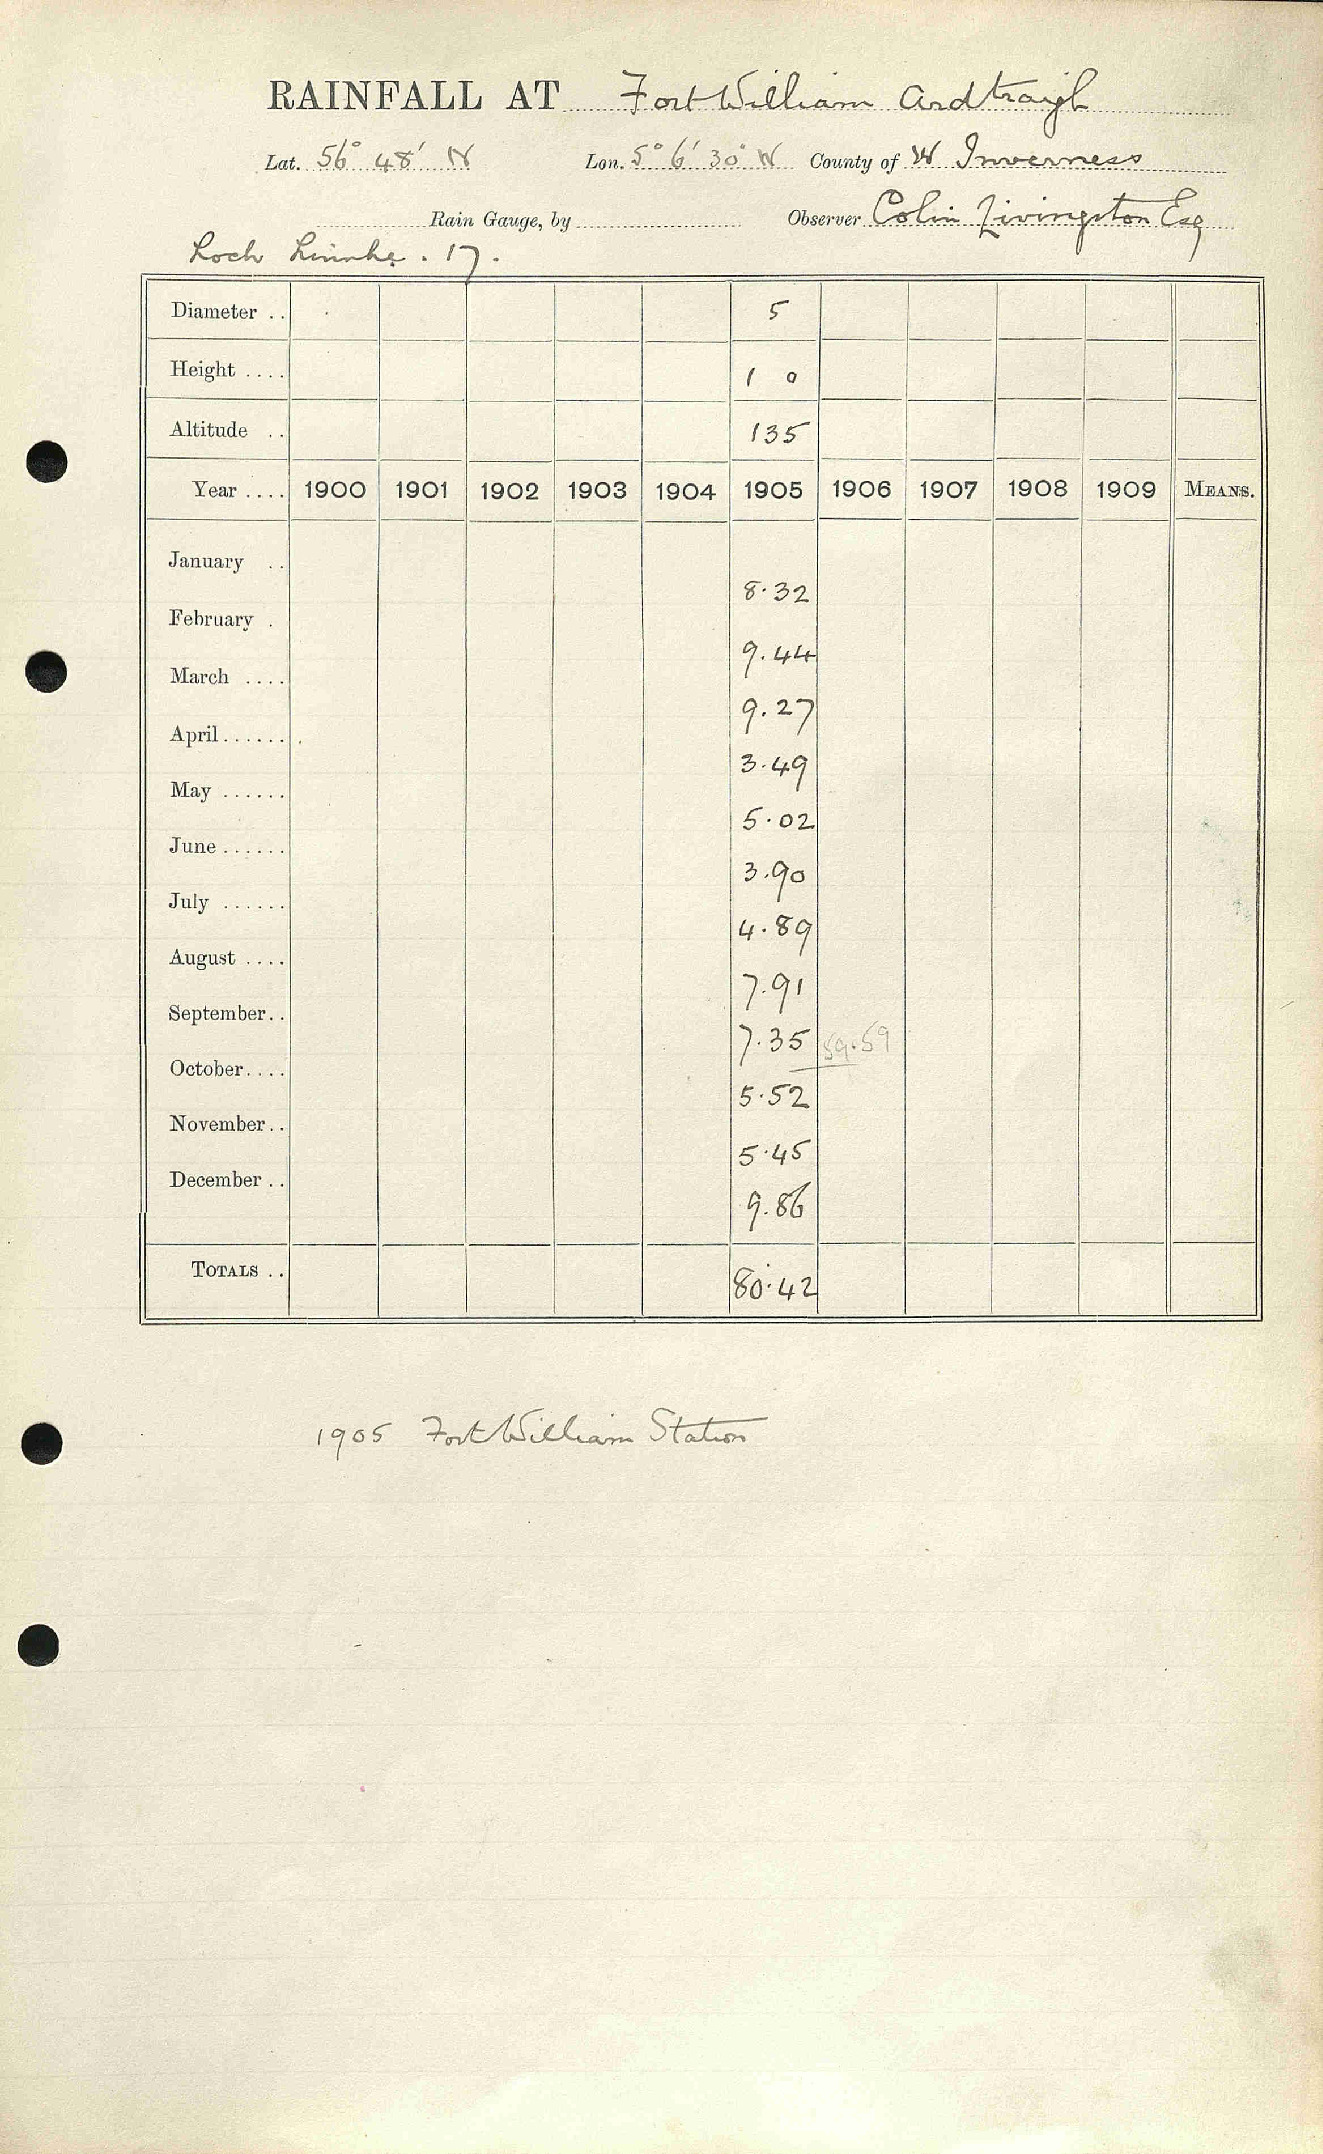 RAINFALL AT Fort William Ardtraigh
Lat. 56° 48' N Lon. 5° 6' 30" W County of W Inverness
Rain Gauge, by Observer Colin Livingston Esq
Loch Linnhe . 17.
Diameter .. 5
Height .... 1 0
Altitude .. 135
Year .... 1900 1901 1902 1903 1904 1905 1906 1907 1908 1909 MEANS.
January .. 8.32
February . 9.44
March .... 9.27
April...... 3.49
May ...... 5.02
June ...... 3.90
July ...... 4.89
August .... 7.91
September.. 7.35 59.59
October.... 5.52
November.. 5.45
December .. 9.86
TOTALS .. 80.42
1905 Fort William Station